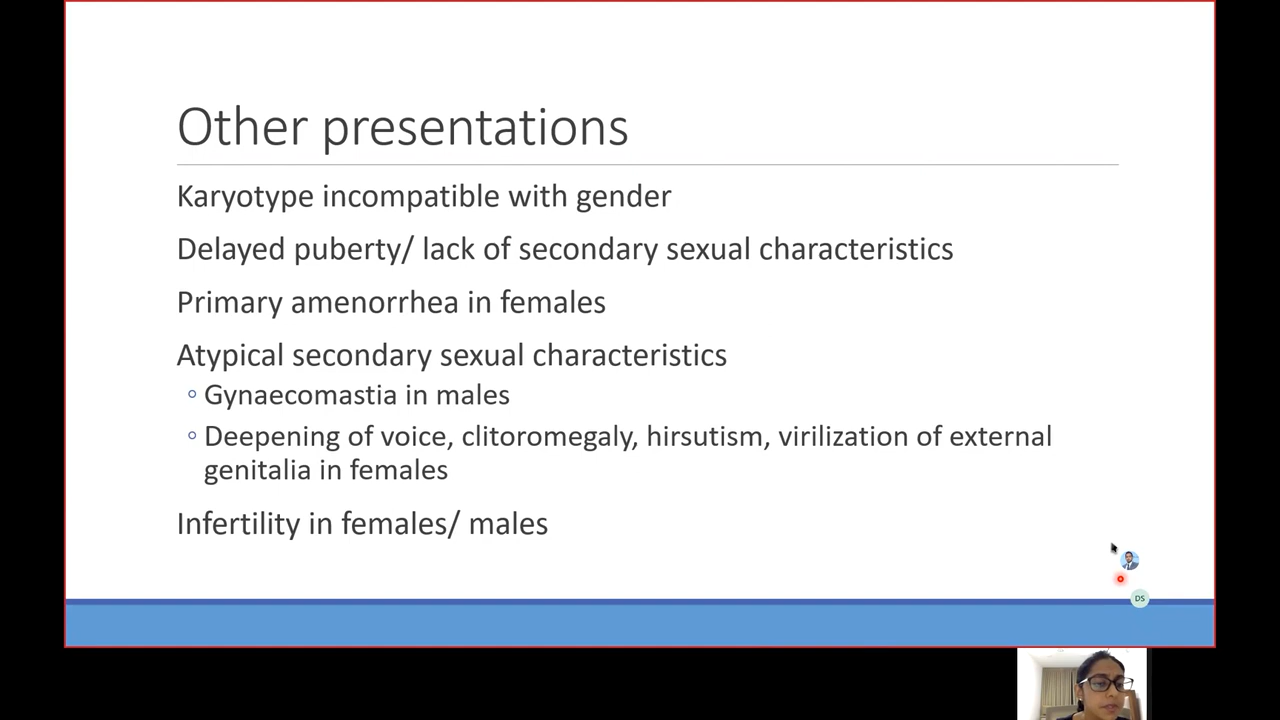 Other presentations
Karyotype incompatible with gender
Delayed puberty/ lack of secondary sexual characteristics
Primary amenorrhea in females
Atypical secondary sexual characteristics
Gynaecomastia in males
Deepening of voice, clitoromegaly, hirsutism, virilization of external
genitalia in females
Infertility in females/ males
DS